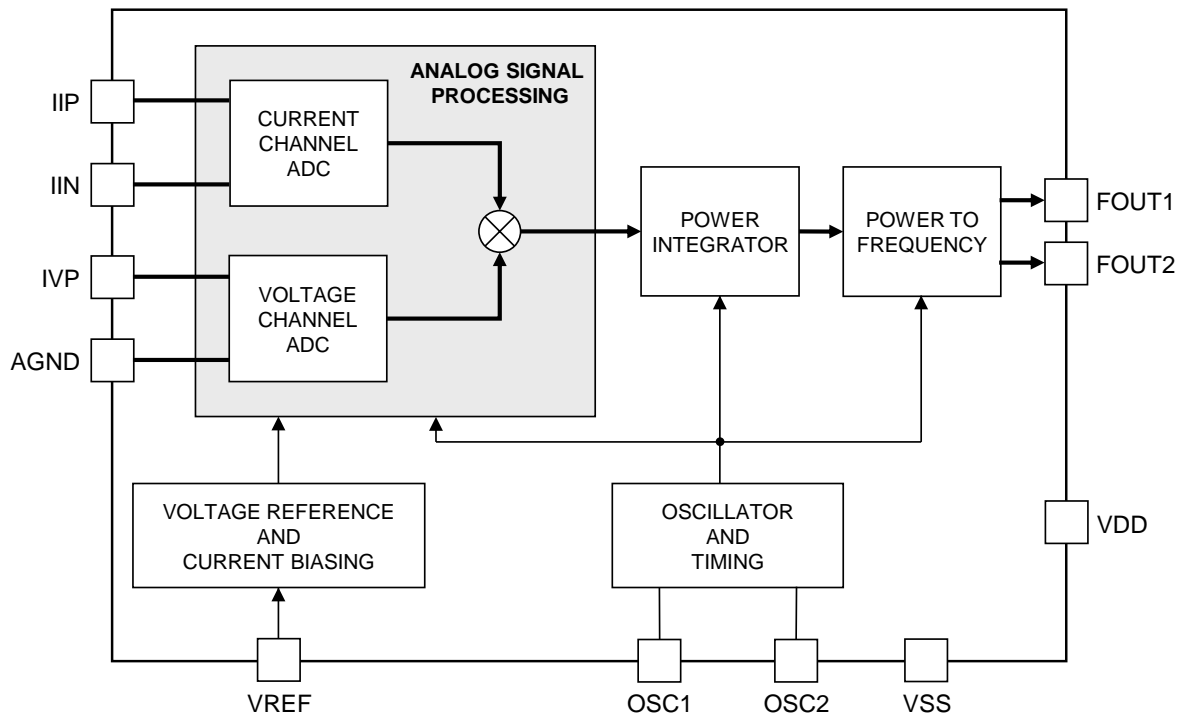 ANALOG SIGNAL
PROCESSING
IIP
CURRENT
CHANNEL
ADC
IIN
POWER
INTEGRATOR
POWER TO
FREQUENCY
FOUT1
FOUT2
IVP
VOLTAGE
CHANNEL
ADC
AGND
VOLTAGE REFERENCE
AND
CURRENT BIASING
OSCILLATOR
AND
TIMING
VDD
VREF
OSC1
OSC2
VSS